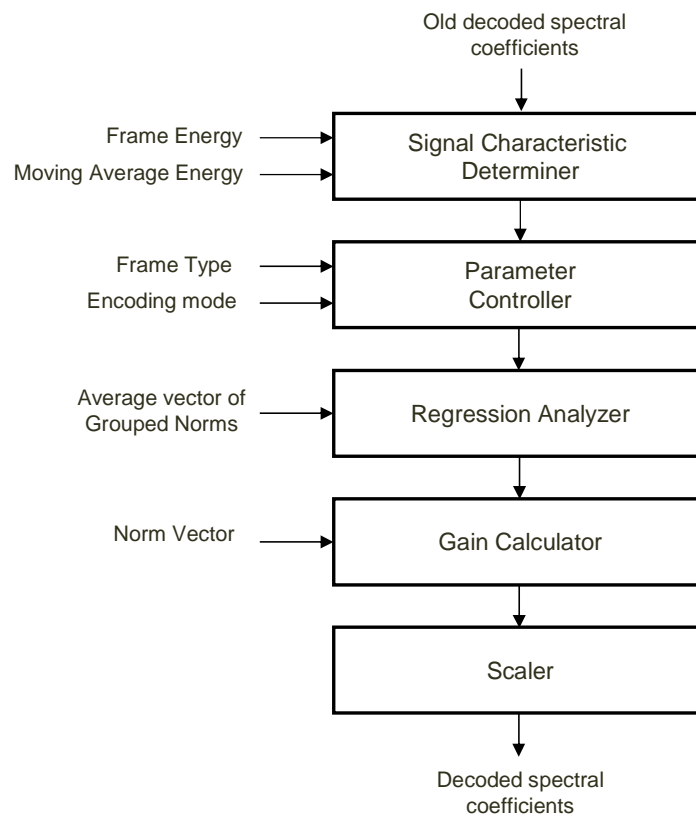 Old decoded spectral
coefficients
Frame Energy
Moving Average Energy
Signal Characteristic
Determiner
Frame Type
Encoding mode
Parameter
Controller
Average vector of
Grouped Norms
Regression Analyzer
Norm Vector
Gain Calculator
Scaler
Decoded spectral
coefficients